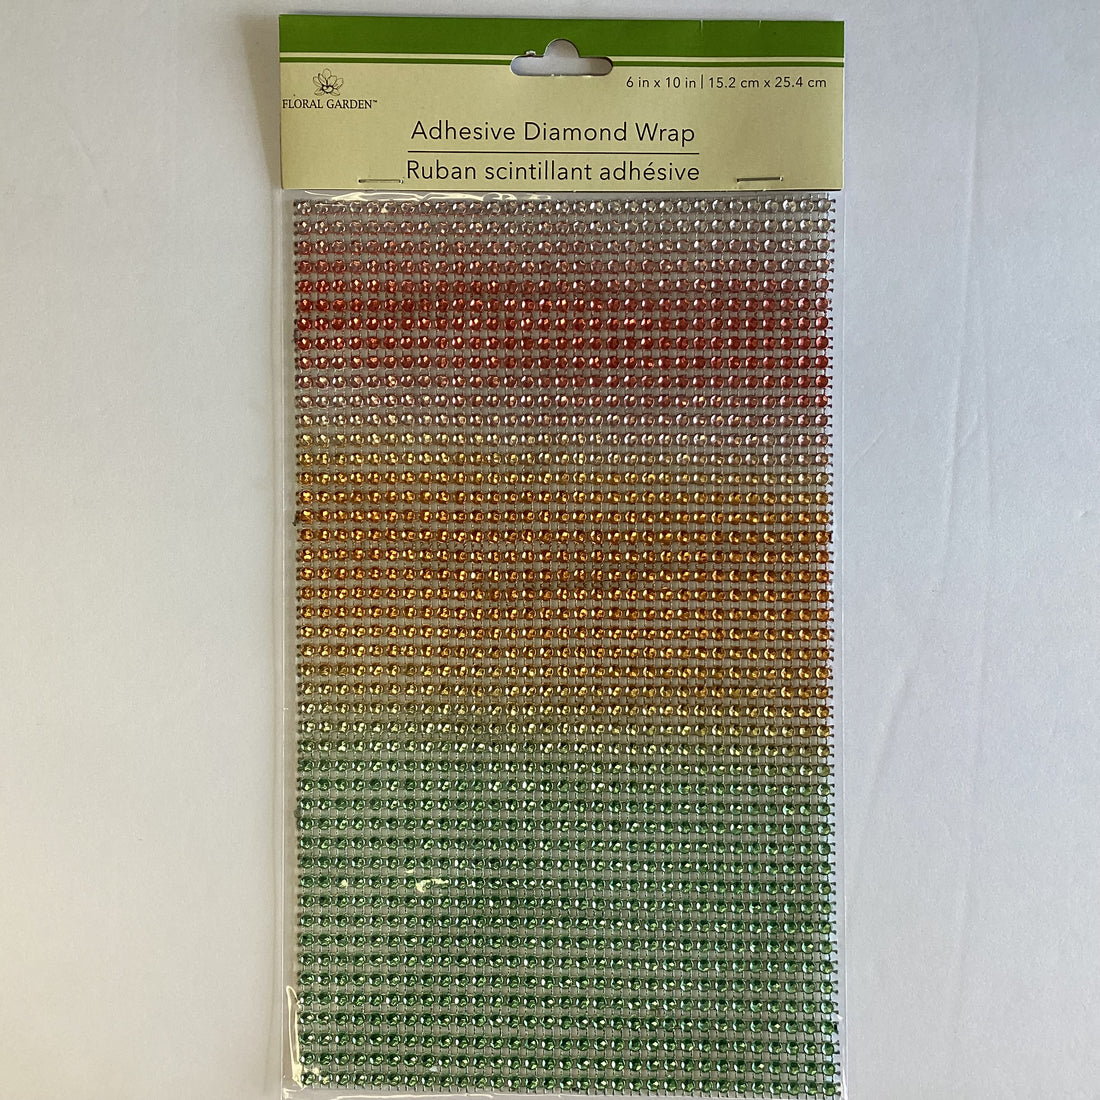 6 in x 10 in | 15.2 cm x 25.4 cm
FLORAL GARDEN™
Adhesive Diamond Wrap
Ruban scintillant adhésive